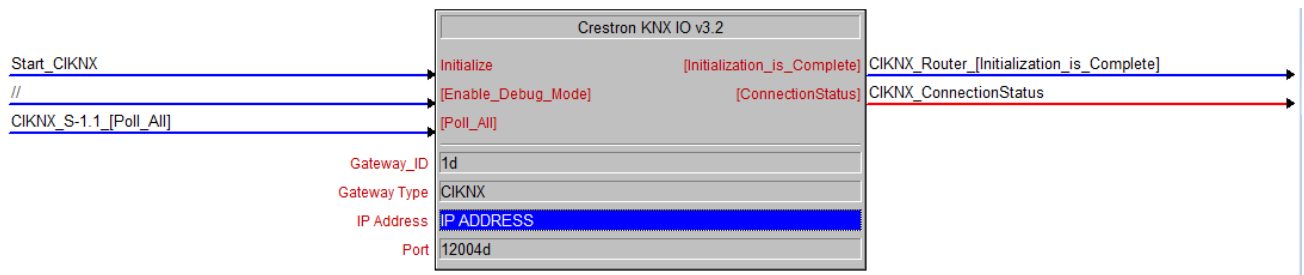 Crestron KNX IO v3.2
Start_CIKNX Initialize [Initialization_is_Complete] CIKNX_Router_[Initialization_is_Complete]
// [Enable_Debug_Mode] [ConnectionStatus] CIKNX_ConnectionStatus
CIKNX_S-1.1_[Poll_All] [Poll_All]
Gateway_ID 1d
Gateway Type CIKNX
IP Address IP ADDRESS
Port 12004d